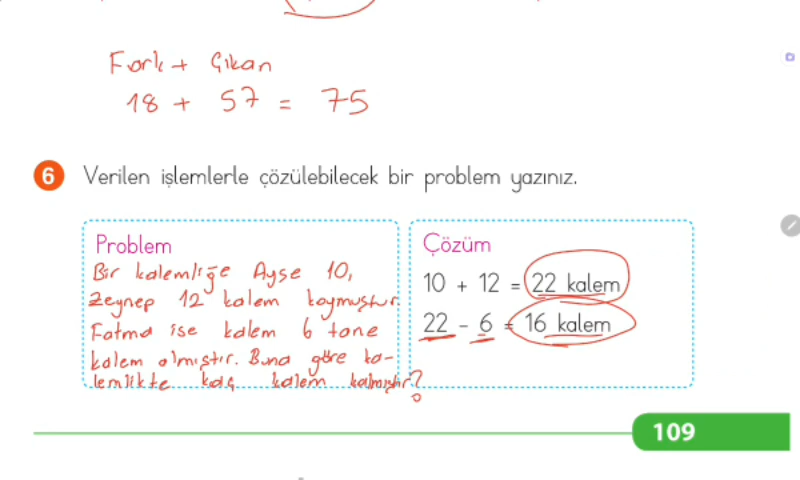 Fark + Çıkan
18 + 57 = 75
6 Verilen işlemlerle çözülebilecek bir problem yazınız.
Problem
Bir kalemliğe Ayşe 10,
Zeynep 12 kalem koymuştur.
Fatma ise kalem 6 tane
kalem almıştır. Buna göre ka-
lemlikte kaç kalem kalmıştır?
Çözüm
10 + 12 = 22 kalem
22 - 6 = 16 kalem
109